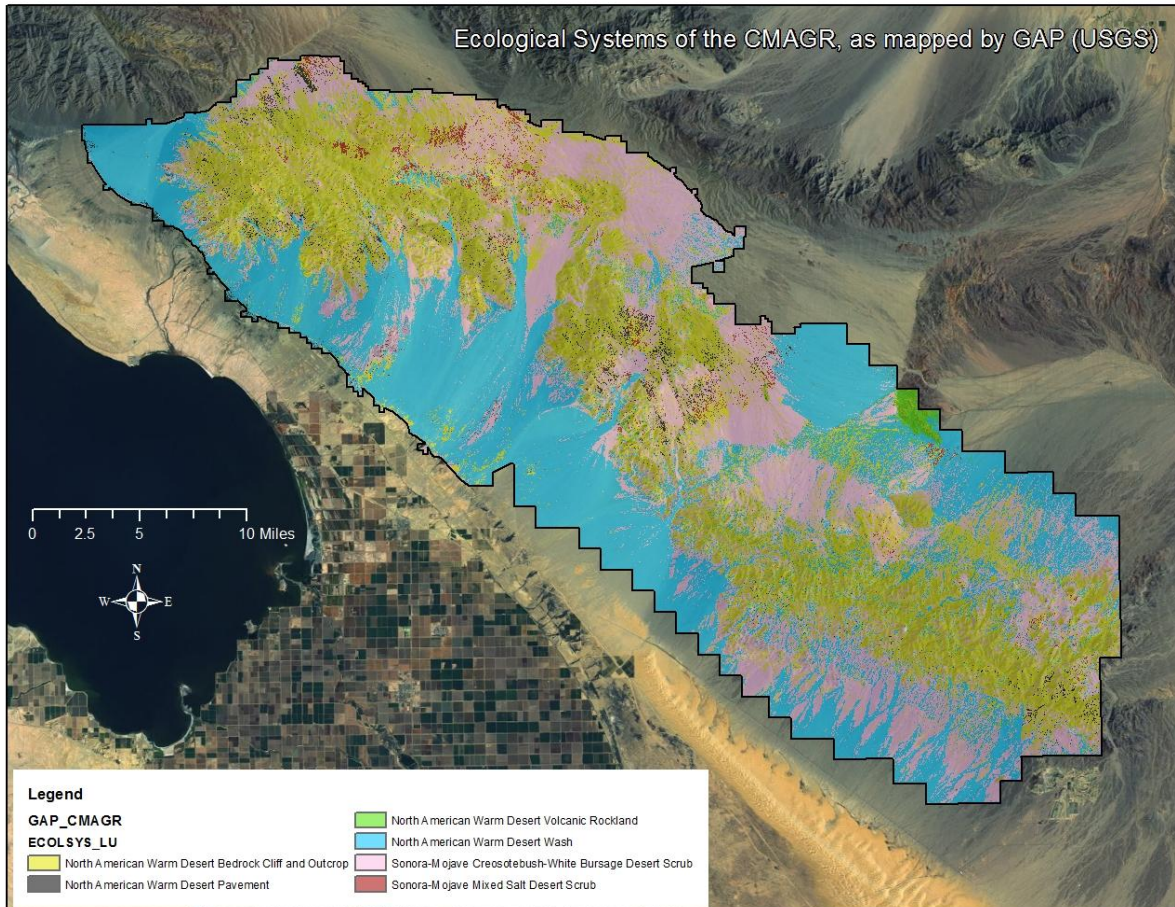 Ecological Systems of the CMAGR, as mapped by GAP (USGS)
0 2.5 5 10 Miles
N
W E
S
Legend
GAP_CMAGR
ECOLSYS_LU
North American Warm Desert Bedrock Cliff and Outcrop
North American Warm Desert Pavement
North American Warm Desert Volcanic Rockland
North American Warm Desert Wash
Sonora-Mojave Creosotebush-White Bursage Desert Scrub
Sonora-Mojave Mixed Salt Desert Scrub